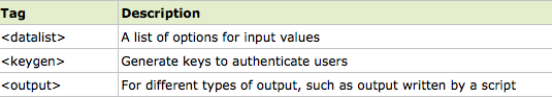 Tag Description
<datalist> A list of options for input values
<keygen> Generate keys to authenticate users
<output> For different types of output, such as output written by a script